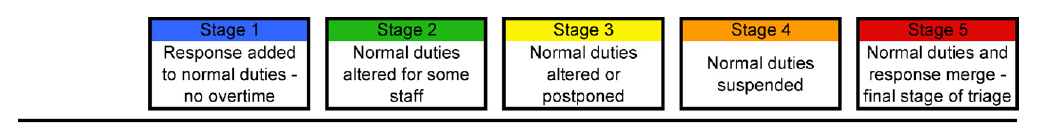 Stage 1
Response added
to normal duties -
no overtime
Stage 2
Normal duties
altered for some
staff
Stage 3
Normal duties
altered or
postponed
Stage 4
Normal duties
suspended
Stage 5
Normal duties and
response merge -
final stage of triage